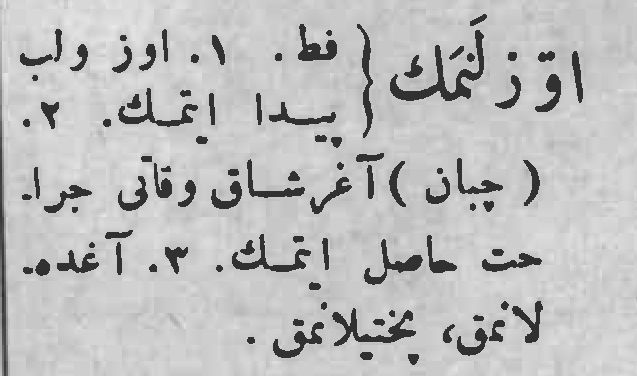 اوزلَنمَك { فط. ١. اوز ولب
پيدا ايتمك. ٢.
(چبان) آغرشاق وقاتى جرا-
حت حاصل ايتمك. ٣. آغده-
لانمق، پختيلانمق.